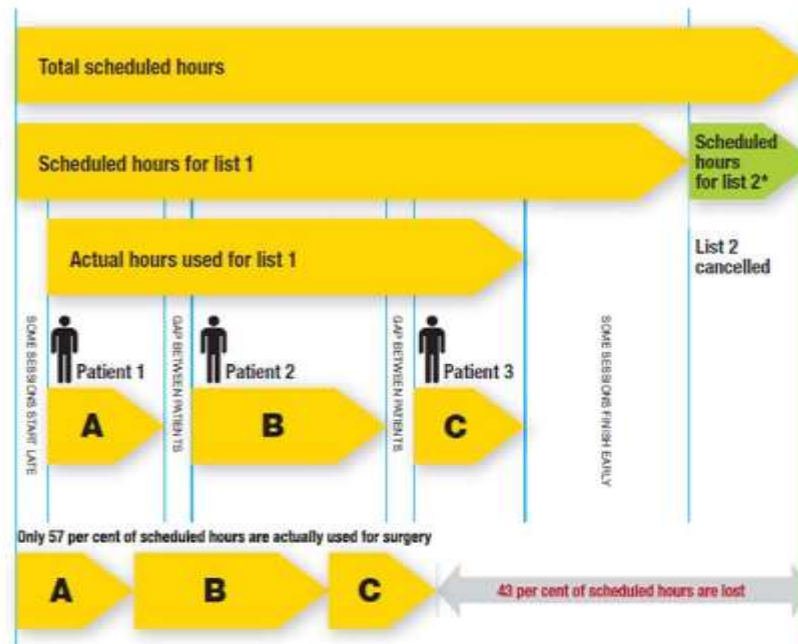 Total scheduled hours
Scheduled hours for list 1
Scheduled
hours
for list 2*
Actual hours used for list 1
List 2
cancelled
SOME SESSIONS START LATE
GAP BETWEEN PATIENTS
GAP BETWEEN PATIENTS
SOME SESSIONS FINISH EARLY
Patient 1
Patient 2
Patient 3
A
B
C
Only 57 per cent of scheduled hours are actually used for surgery
A
B
C
43 per cent of scheduled hours are lost